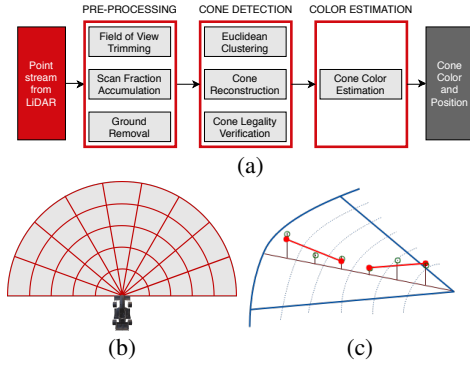 PRE-PROCESSING
CONE DETECTION
COLOR ESTIMATION
Point
stream
from
LiDAR
Field of View
Trimming
Scan Fraction
Accumulation
Ground
Removal
Euclidean
Clustering
Cone
Reconstruction
Cone Legality
Verification
Cone Color
Estimation
Cone
Color
and
Position
(a)
(b)
(c)